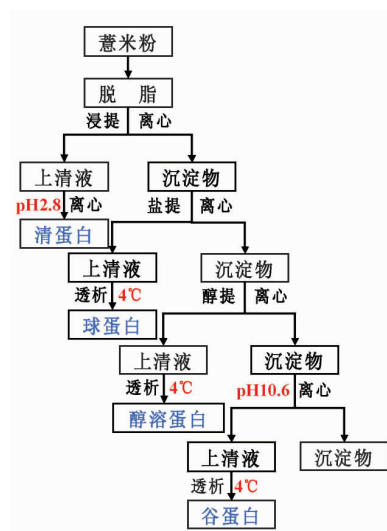 薏米粉
脱 脂
浸提 离心
上清液 沉淀物
pH2.8 离心 盐提 离心
清蛋白
上清液 沉淀物
透析 4℃ 醇提 离心
球蛋白
上清液 沉淀物
透析 4℃ pH10.6 离心
醇溶蛋白
上清液 沉淀物
透析 4℃
谷蛋白